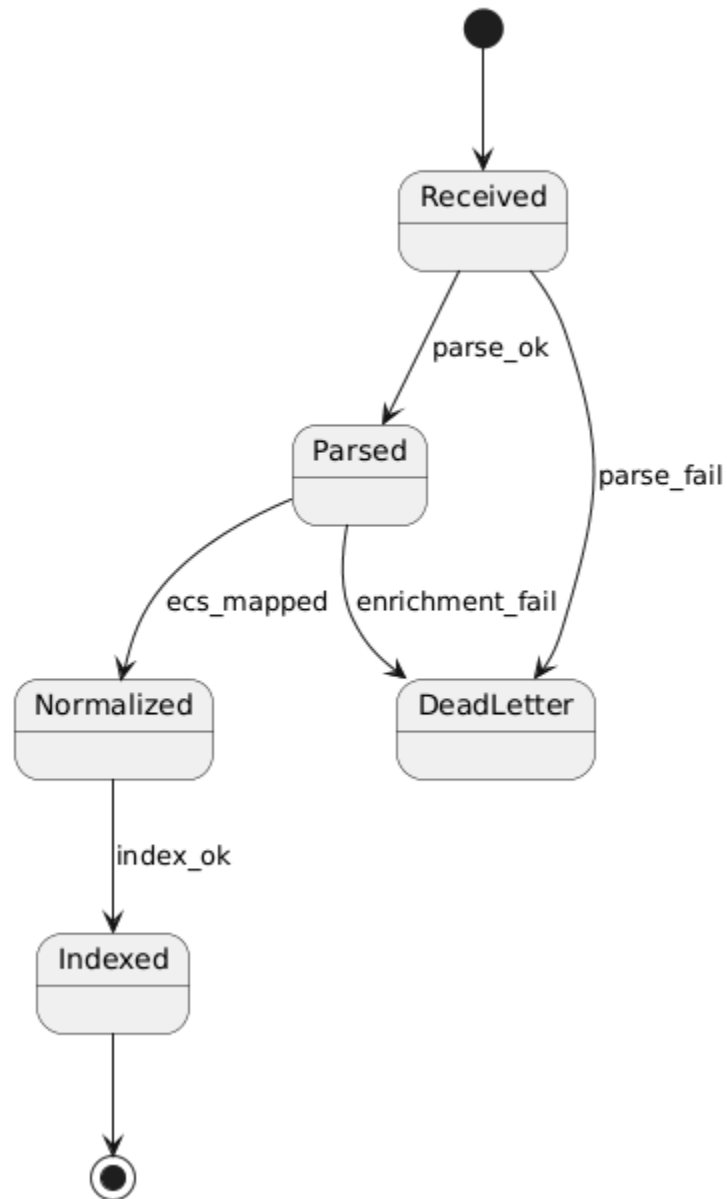 Received
parse_ok
Parsed
parse_fail
ecs_mapped
enrichment_fail
Normalized
DeadLetter
index_ok
Indexed